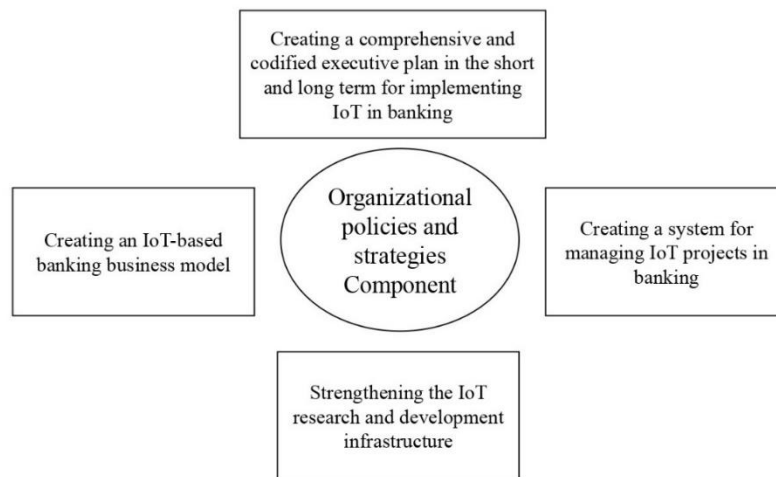 Creating a comprehensive and
codified executive plan in the short
and long term for implementing
IoT in banking
Creating an IoT-based
banking business model
Organizational
policies and
strategies
Component
Creating a system for
managing IoT projects in
banking
Strengthening the IoT
research and development
infrastructure